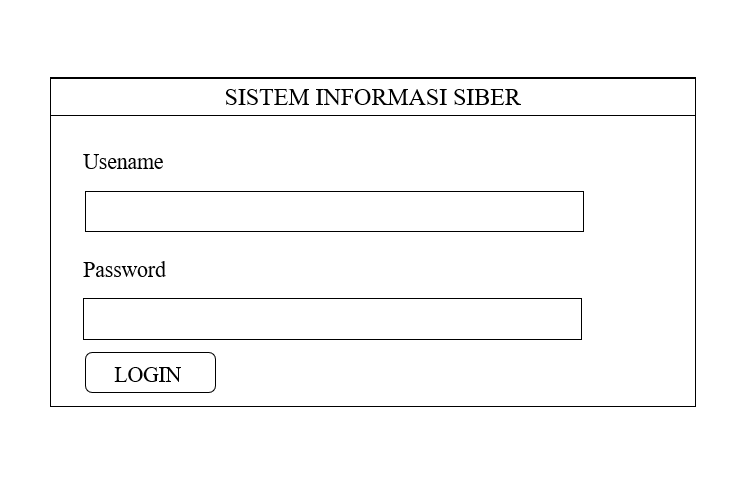 SISTEM INFORMASI SIBER
Usename
Password
LOGIN